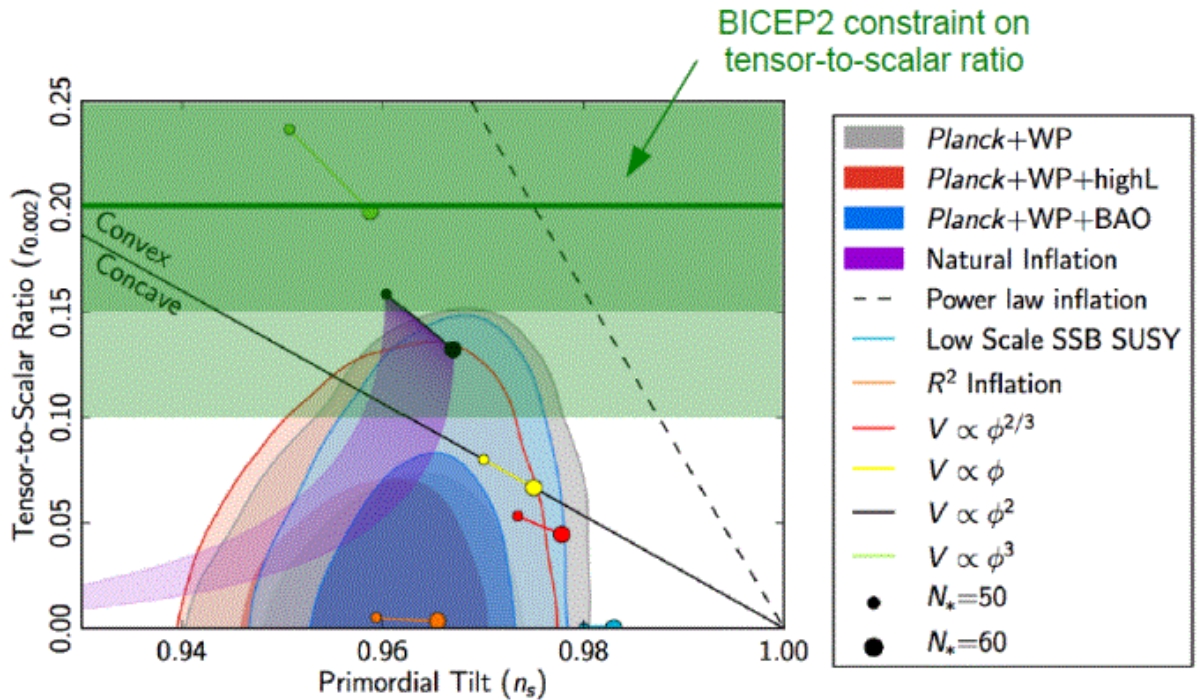 BICEP2 constraint on
tensor-to-scalar ratio
Tensor-to-Scalar Ratio (r0.002)
0.25
0.20
0.15
0.10
0.05
0.00
Convex
Concave
0.94
0.96
0.98
1.00
Primordial Tilt (ns)
Planck+WP
Planck+WP+highL
Planck+WP+BAO
Natural Inflation
Power law inflation
Low Scale SSB SUSY
R² Inflation
V ∝ ϕ^2/3
V ∝ ϕ
V ∝ ϕ²
V ∝ ϕ³
N*=50
N*=60